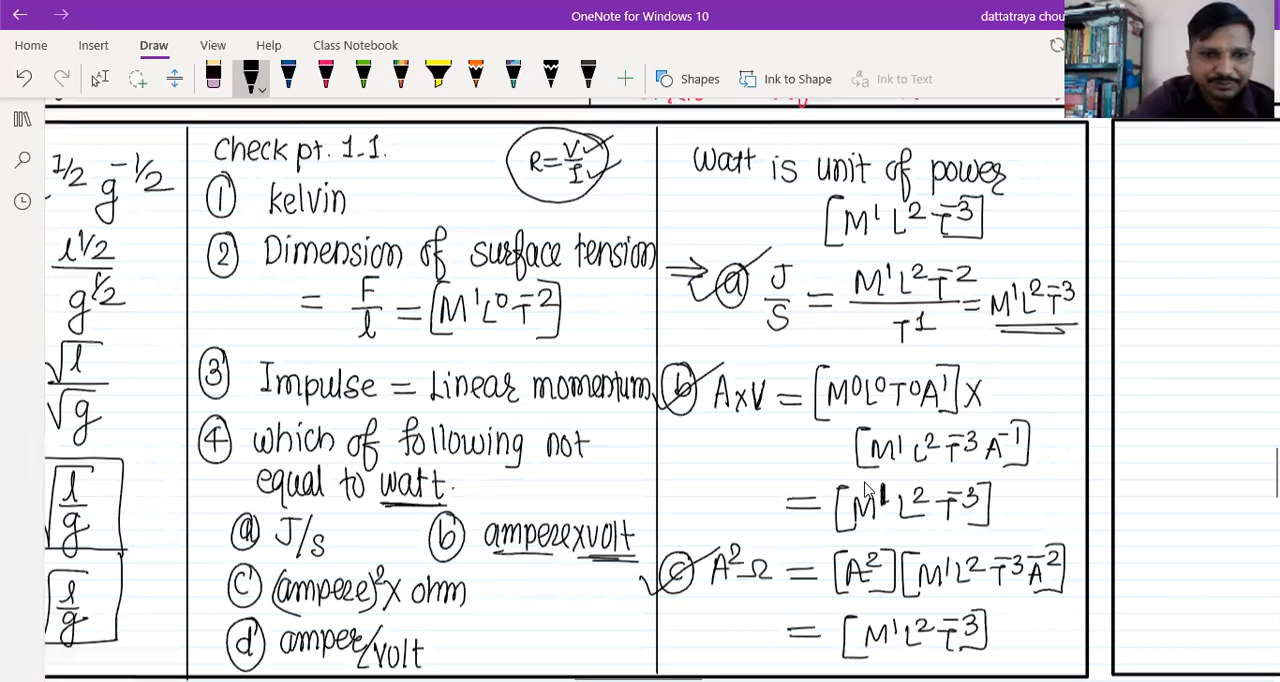 OneNote for Windows 10
dattatraya chou
Home Insert Draw View Help Class Notebook
Shapes Ink to Shape Ink to Text
1/2 g -1/2
l 1/2
g 1/2
√l
√g
√l/g
√l/g
Check pt. 1.1.
R = V/I
① kelvin
② Dimension of surface tension
= F/l = [M¹L⁰T⁻²]
③ Impulse = Linear momentum
④ which of following not
equal to watt.
ⓐ J/s ⓑ ampere×volt
ⓒ (ampere)²× ohm
ⓓ amper/volt
Watt is unit of power
[M¹L²T⁻³]
⇒ ⓐ J/S = M¹L²T⁻²/T¹ = M¹L²T⁻³
ⓑ A×V = [M⁰L⁰T⁰A¹] ×
[M¹L²T⁻³A⁻¹]
= [M¹L²T⁻³]
ⓒ A²Ω = [A²][M¹L²T⁻³A⁻²]
= [M¹L²T⁻³]